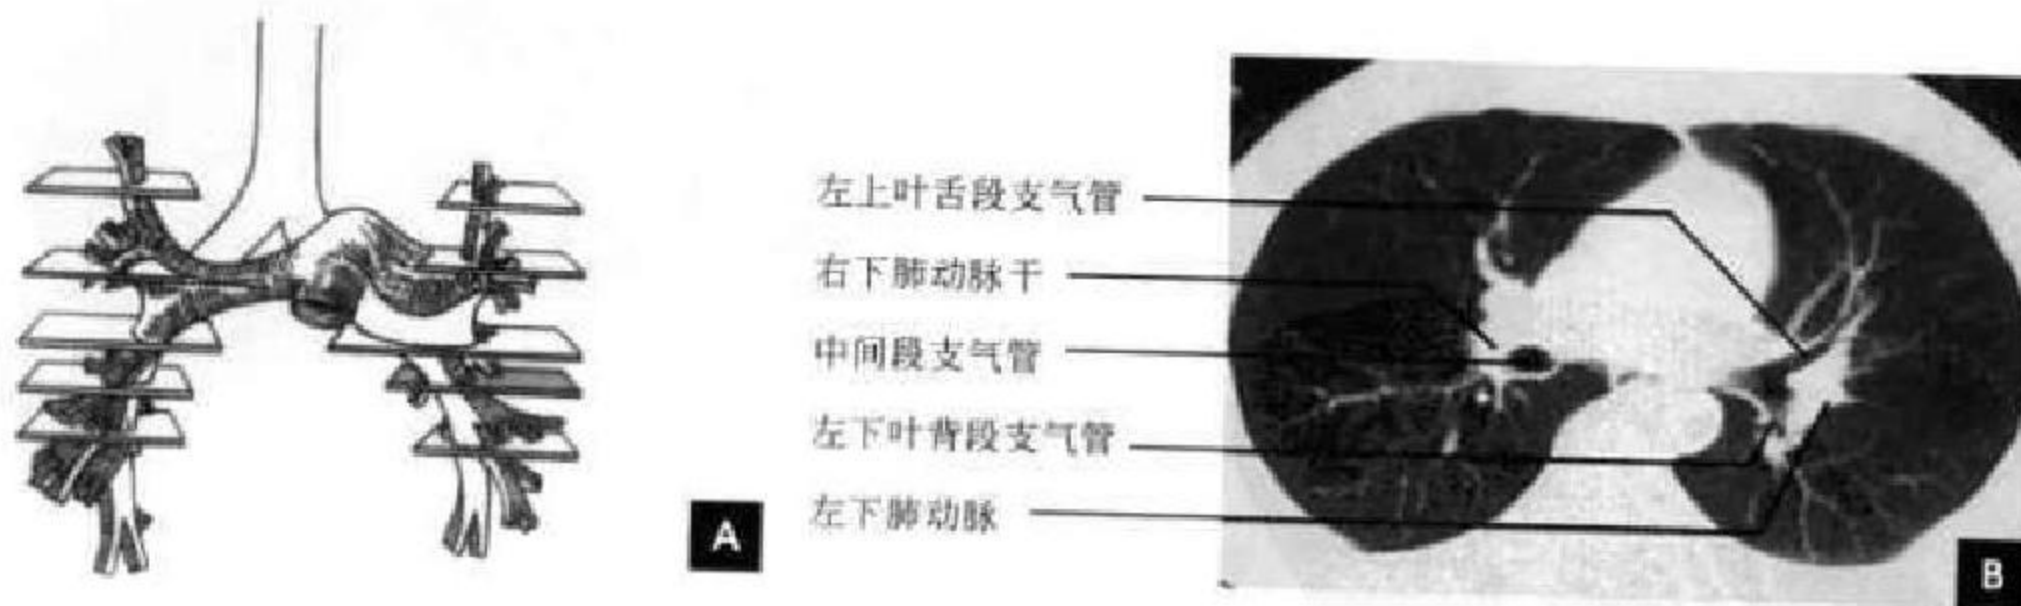 左上叶舌段支气管
右下肺动脉干
中间段支气管
左下叶背段支气管
左下肺动脉
A
B